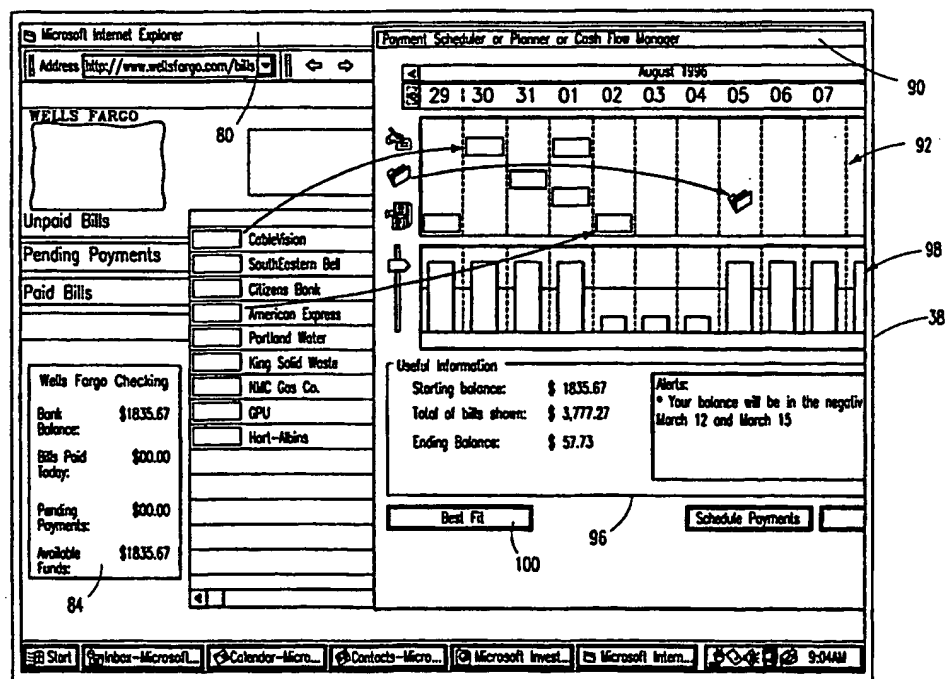 Microsoft Internet Explorer
Address http://www.wellsfargo.com/bills
80
WELLS FARGO
Unpaid Bills
Pending Payments
Paid Bills
CableVision
SouthEastern Bell
Citizens Bank
American Express
Portland Water
King Solid Waste
NMC Gas Co.
GPU
Hart-Albins
Wells Fargo Checking
Bank Balance: $1835.67
Bills Paid Today: $00.00
Pending Payments: $00.00
Available Funds: $1835.67
84
Payment Scheduler or Planner or Cash Flow Manager
90
August 1996
29 30 31 01 02 03 04 05 06 07
92
98
38
Useful Information
Starting balance: $ 1835.67
Total of bills shown: $ 3,777.27
Ending Balance: $ 57.73
Alerts:
* Your balance will be in the negativ
March 12 and March 15
96
Best Fit
100
Schedule Payments
Start Inbox-Microsoft... Calendar-Micro... Contacts-Micro... Microsoft Invest... Microsoft Intern... 9:04AM